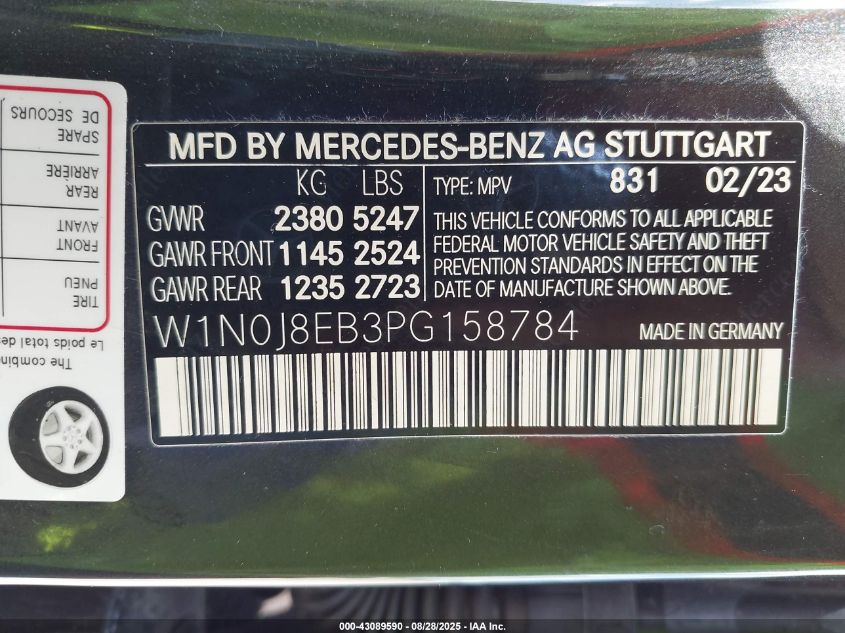 MFD BY MERCEDES-BENZ AG STUTTGART
KG LBS
GVWR 2380 5247
GAWR FRONT 1145 2524
GAWR REAR 1235 2723
TYPE: MPV 831 02/23
THIS VEHICLE CONFORMS TO ALL APPLICABLE
FEDERAL MOTOR VEHICLE SAFETY AND THEFT
PREVENTION STANDARDS IN EFFECT ON THE
DATE OF MANUFACTURE SHOWN ABOVE.
W1N0J8EB3PG158784
MADE IN GERMANY
The combine
Le poids total des
TIRE
PNEU
FRONT
AVANT
REAR
ARRIÈRE
SPARE
DE SECOURS
000-43089590 - 08/28/2025 - IAA Inc.